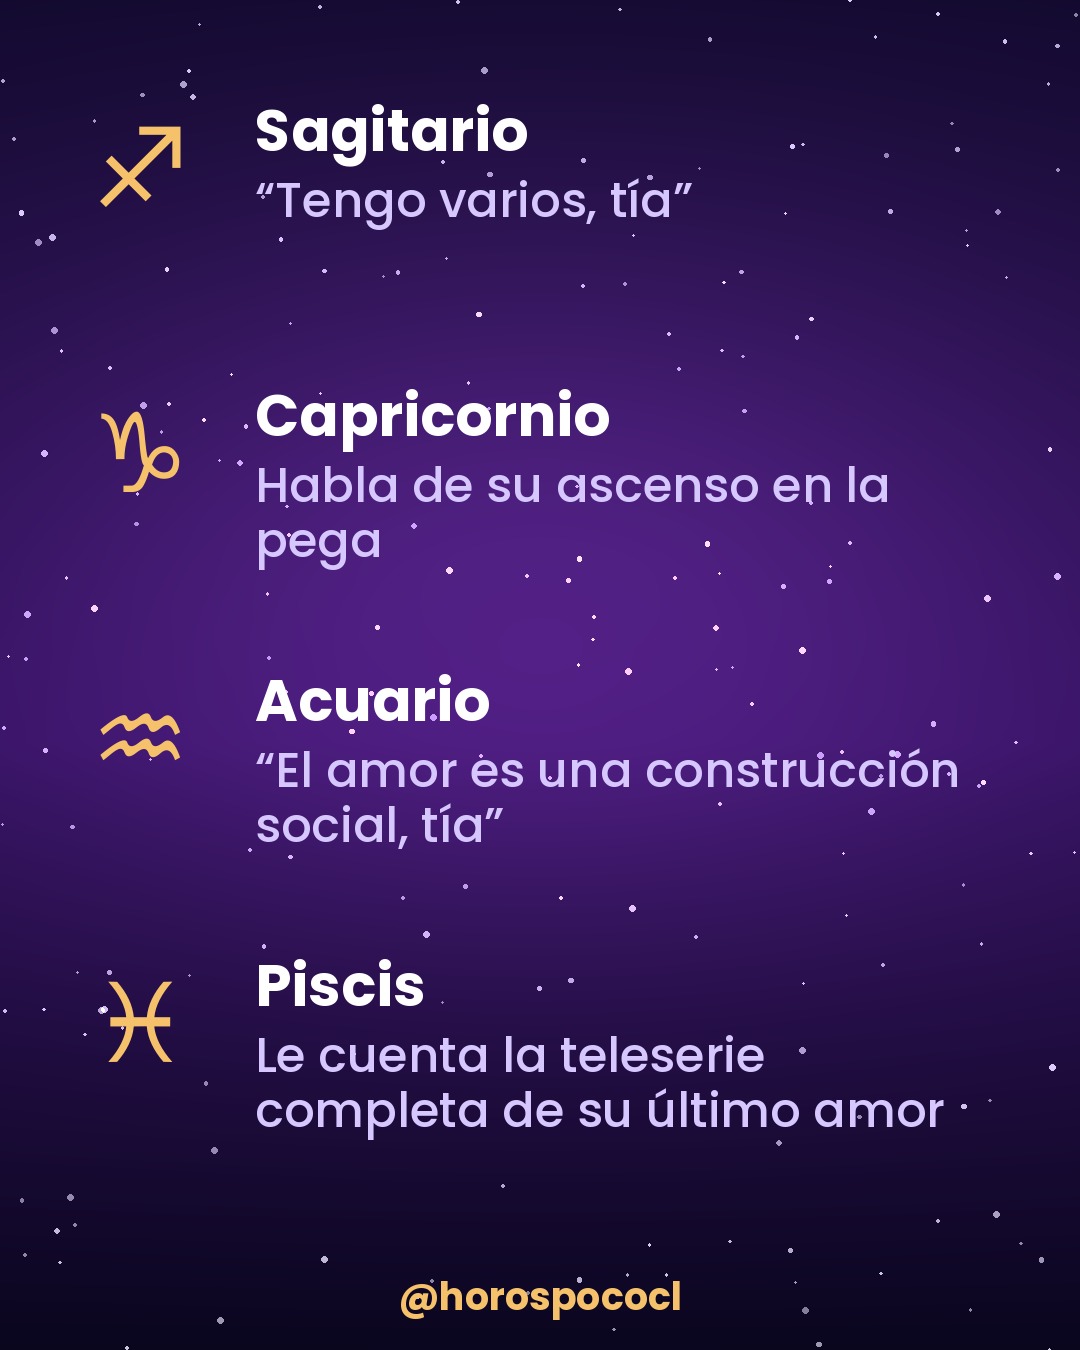 Sagitario
“Tengo varios, tía”
Capricornio
Habla de su ascenso en la
pega
Acuario
“El amor es una construcción
social, tía”
Piscis
Le cuenta la teleserie
completa de su último amor
@horospococl